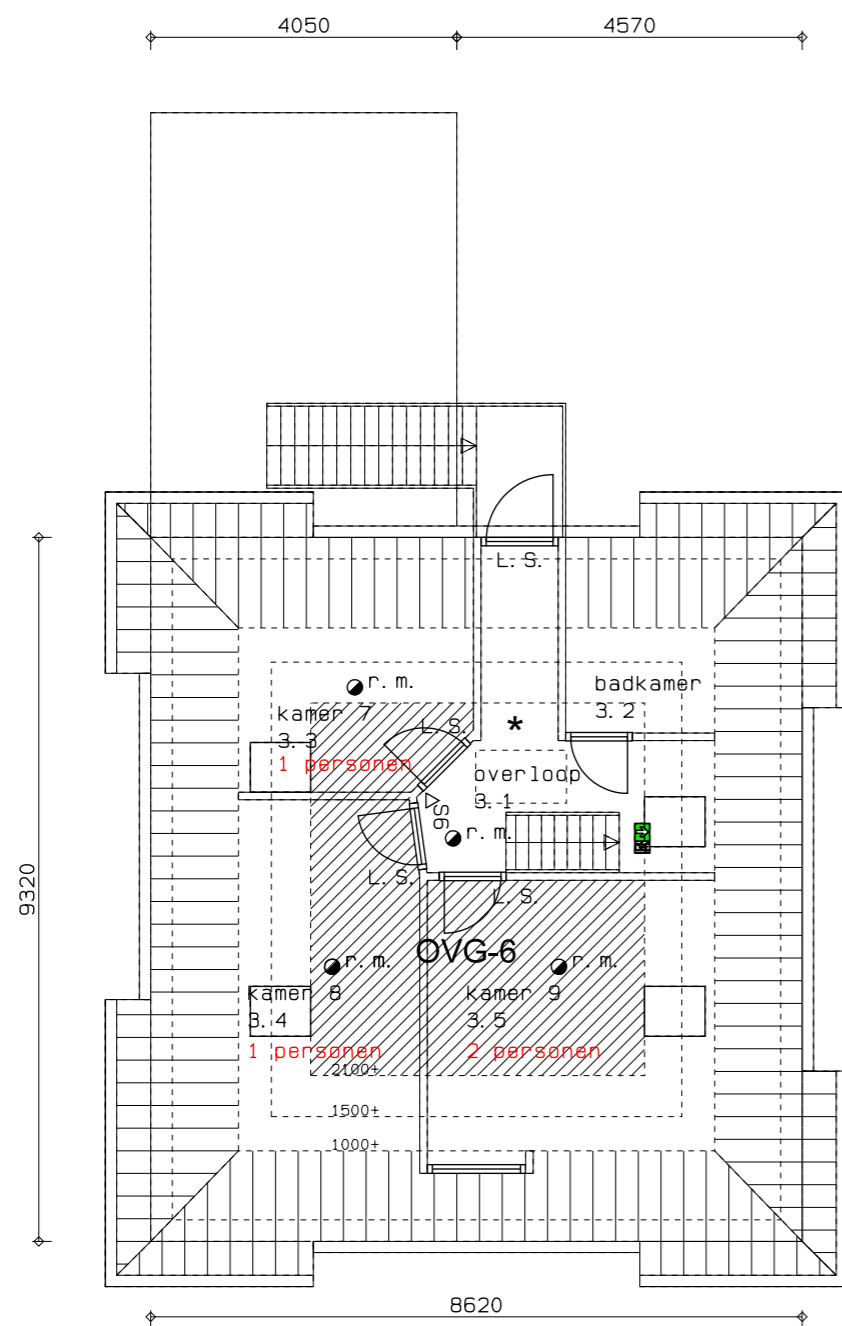 4050
4570
L. S.
r. m.
badkamer
3. 2
kamer 7
3. 3
L. S.
*
1 personen
overloop
3. 1
S6
r. m.
L. S.
L. S.
OVG-6
r. m.
r. m.
kamer 8
3. 4
kamer 9
3. 5
1 personen
2 personen
2100+
1500+
1000+
9320
8620